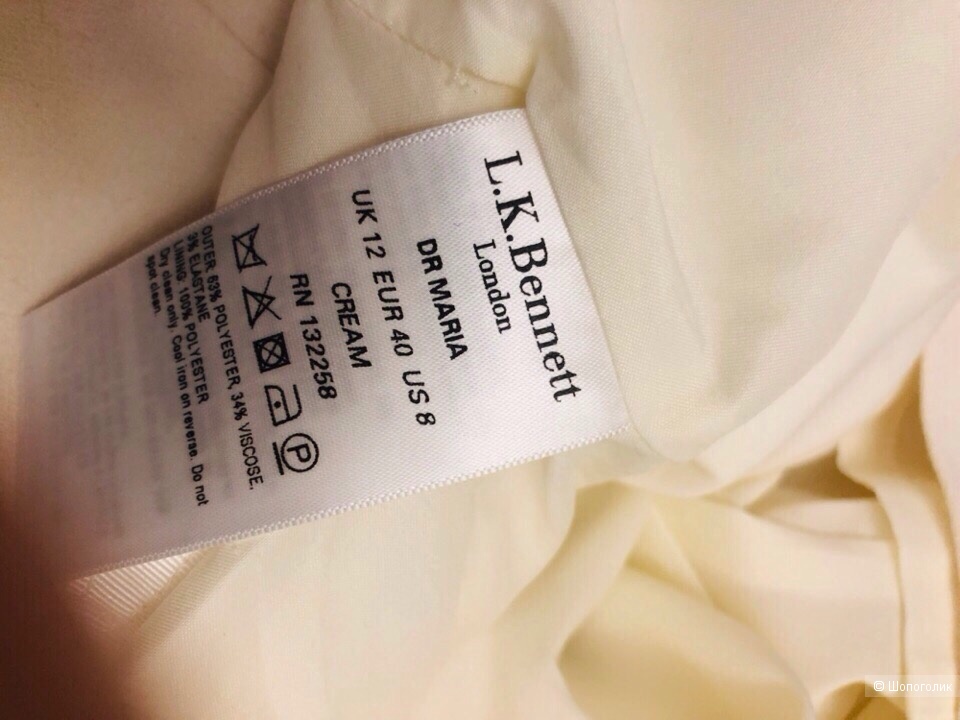 L.K.Bennett
London
DR MARIA
UK 12 EUR 40 US 8
CREAM
RN 132258
P
OUTER: 63% POLYESTER, 34% VISCOSE,
3% ELASTANE
LINING: 100% POLYESTER
Dry clean only. Cool iron on reverse. Do not
spot clean.
© Шопоголик